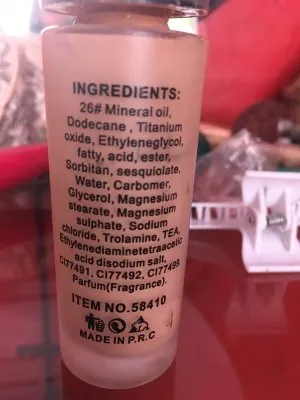 INGREDIENTS:
26# Mineral oil,
Dodecane , Titanium
oxide, Ethyleneglycol,
fatty, acid, ester,
Sorbitan, sesquiolate,
Water, Carbomer,
Glycerol, Magnesium
stearate, Magnesium
sulphate, Sodium
chloride, Trolamine, TEA,
Ethylenediaminetetraacetic
acid disodium salt,
CI77491, CI77492, CI77499
Parfum(Fragrance).
ITEM NO.58410
MADE IN P.R.C